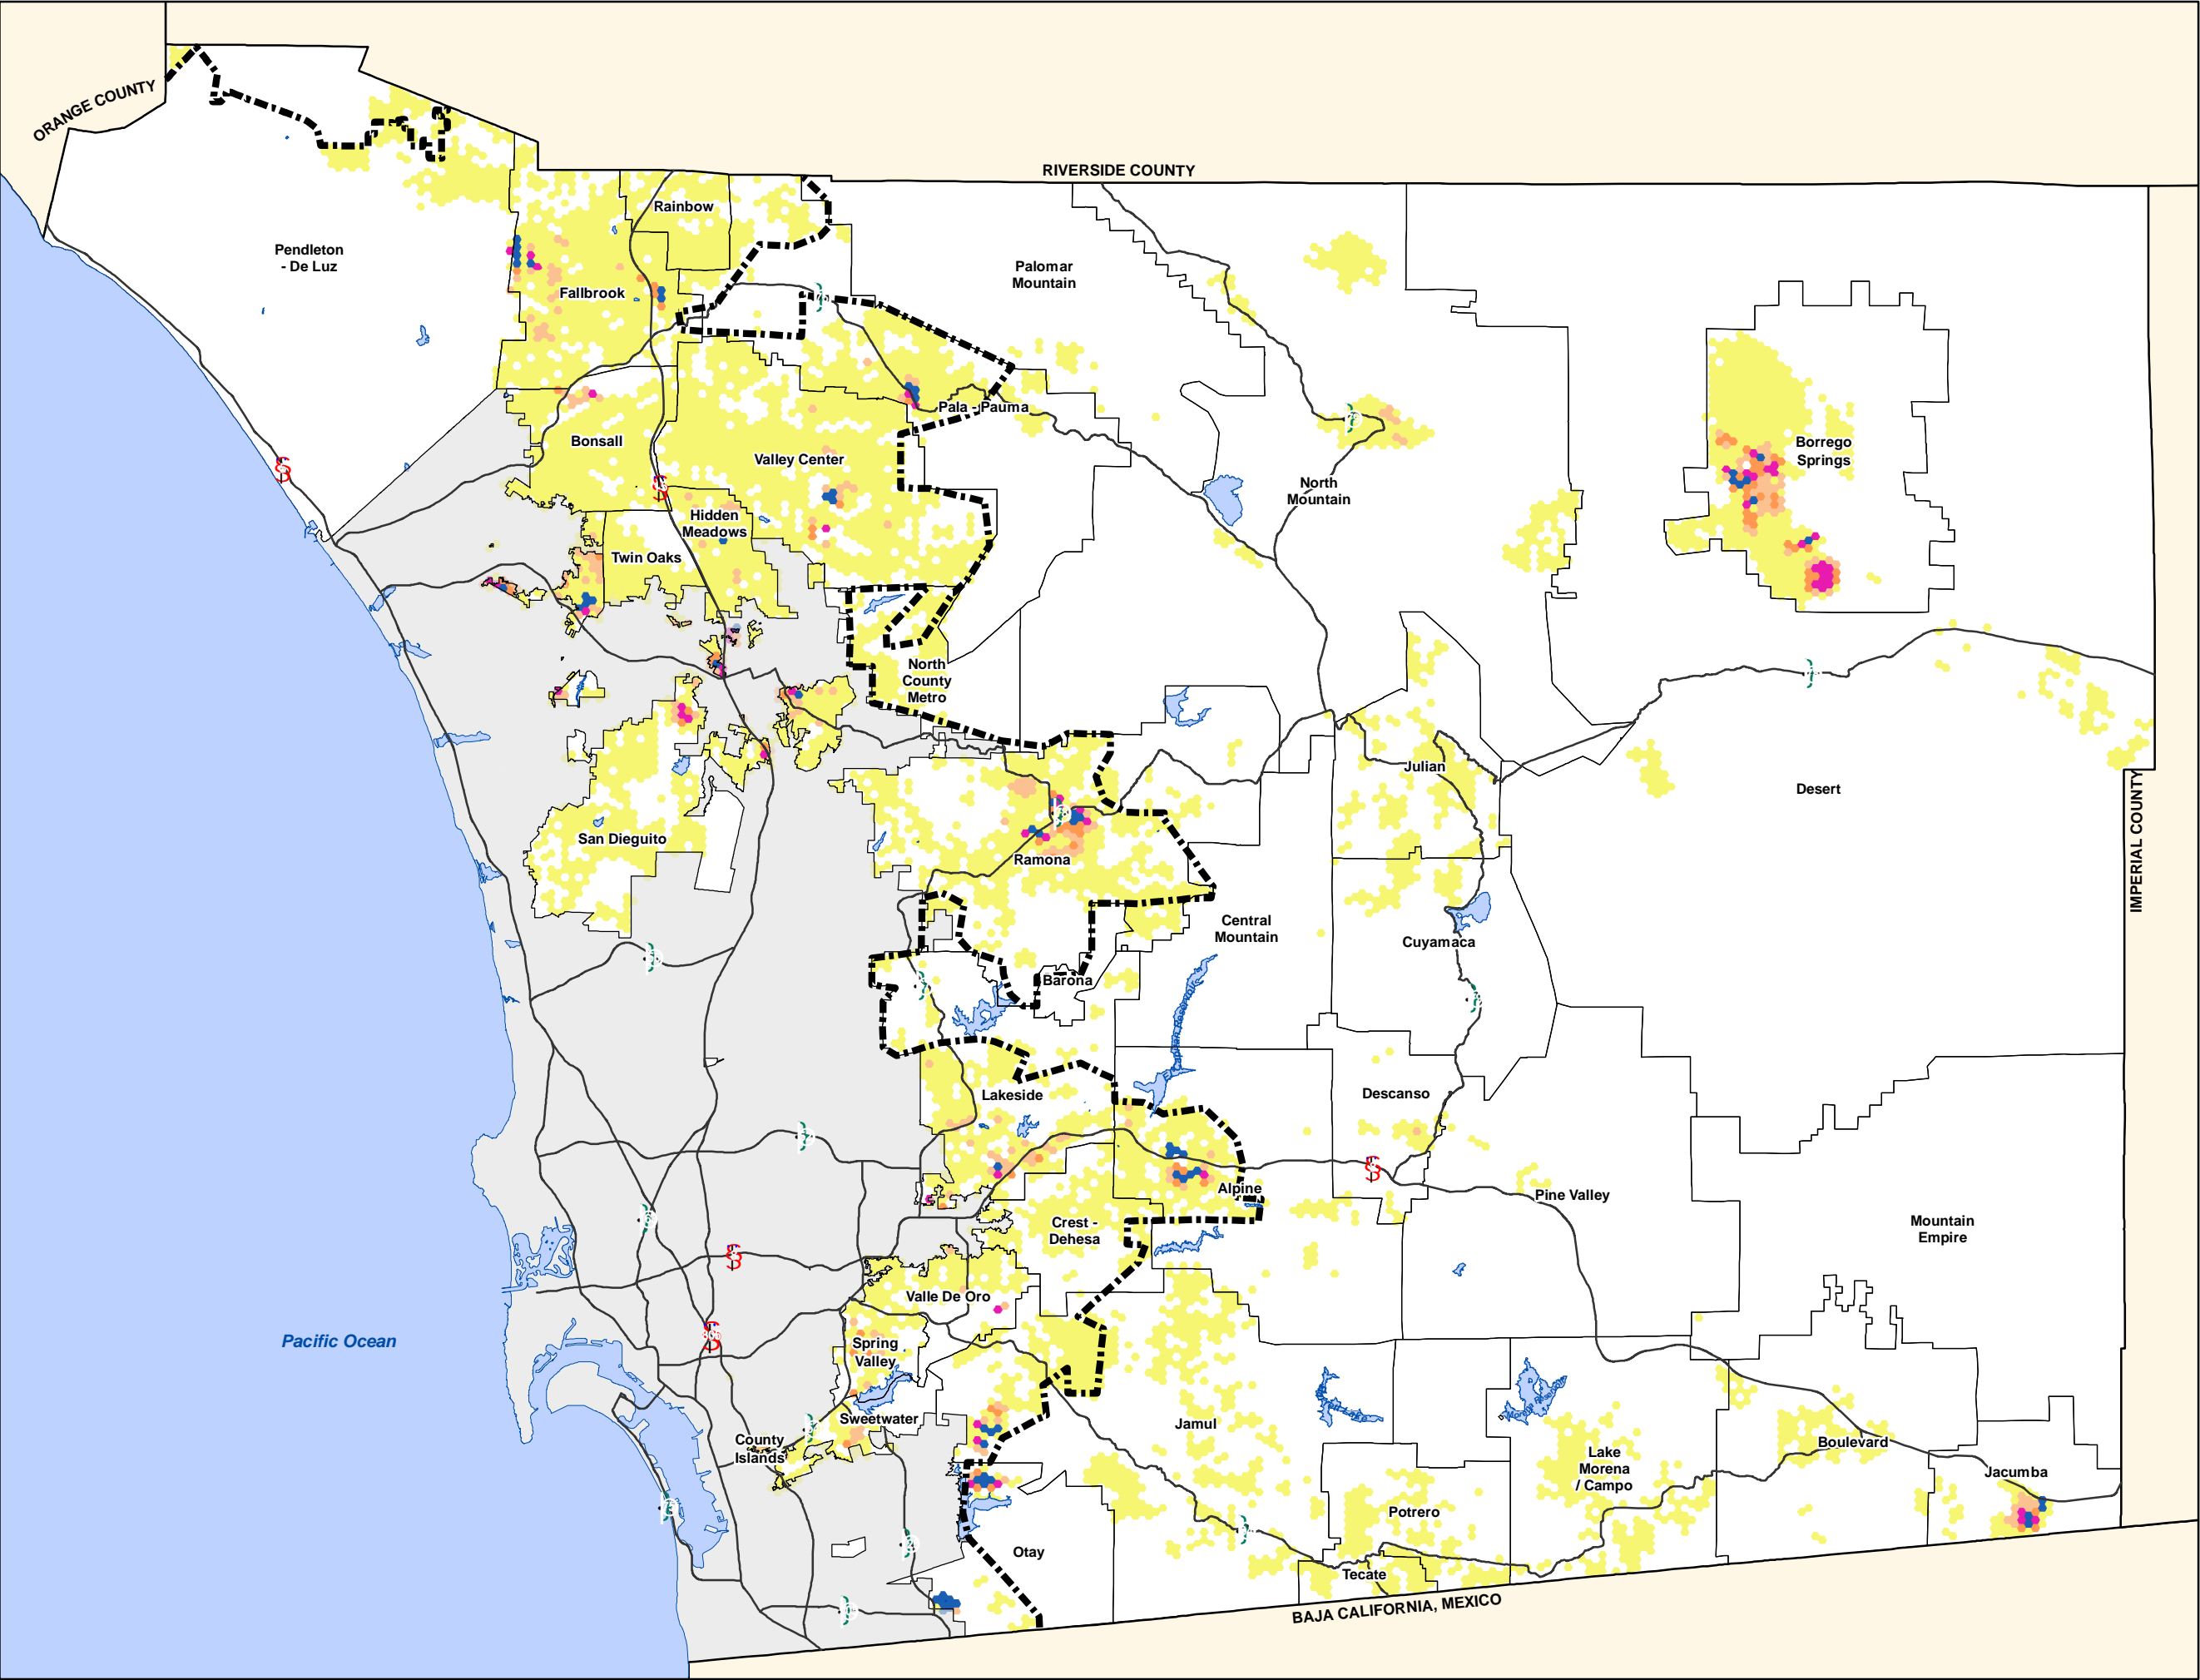 ORANGE COUNTY
RIVERSIDE COUNTY
Rainbow
Pendleton
- De Luz
Palomar
Mountain
Fallbrook
Pala - Pauma
Bonsall
Borrego
Springs
Valley Center
North
Mountain
Hidden
Meadows
Twin Oaks
North
County
Metro
Julian
Desert
IMPERIAL COUNTY
San Dieguito
Ramona
Central
Mountain
Cuyamaca
Barona
Lakeside
Descanso
Alpine
Pine Valley
Crest -
Dehesa
Mountain
Empire
Valle De Oro
Pacific Ocean
Spring
Valley
Sweetwater
Jamul
County
Islands
Boulevard
Lake
Morena
/ Campo
Jacumba
Potrero
Otay
Tecate
BAJA CALIFORNIA, MEXICO